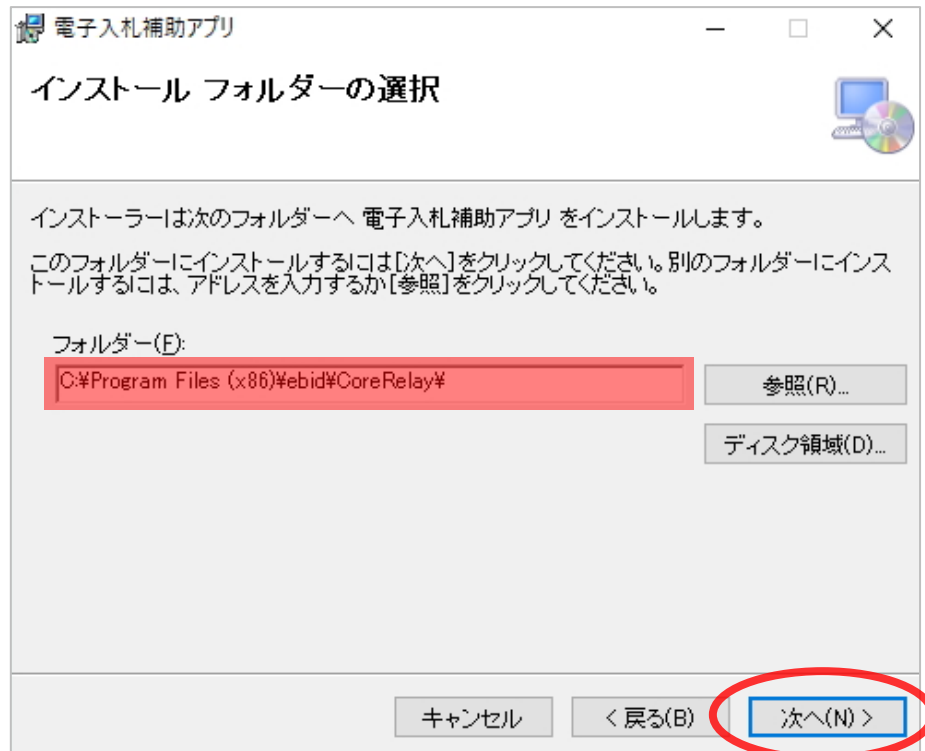 電子入札補助アプリ
インストール フォルダーの選択
インストーラーは次のフォルダーへ 電子入札補助アプリ をインストールします。
このフォルダーにインストールするには[次へ]をクリックしてください。別のフォルダーにインス
トールするには、アドレスを入力するか[参照]をクリックしてください。
フォルダー(F):
C:¥Program Files (x86)¥ebid¥CoreRelay¥
参照(R)...
ディスク領域(D)...
キャンセル
< 戻る(B)
次へ(N) >